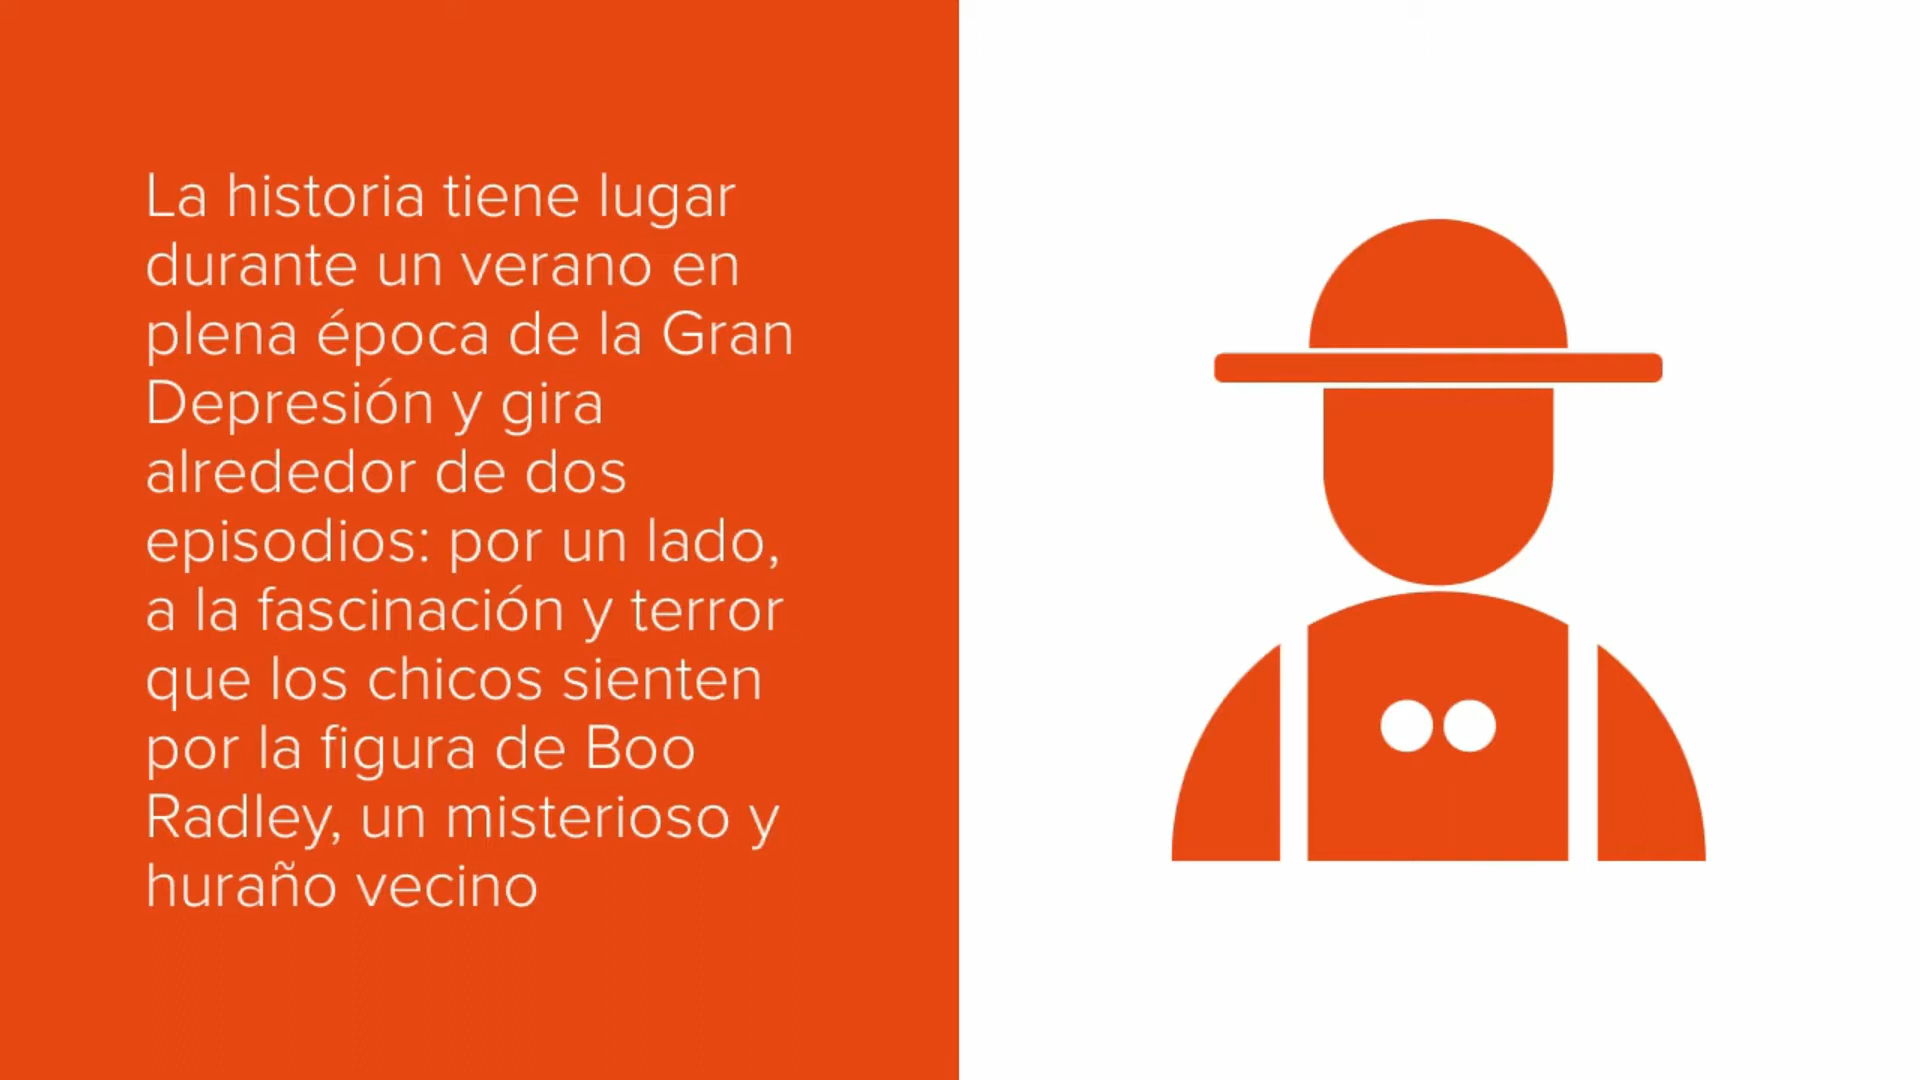 La historia tiene lugar
durante un verano en
plena época de la Gran
Depresión y gira
alrededor de dos
episodios: por un lado,
a la fascinación y terror
que los chicos sienten
por la figura de Boo
Radley, un misterioso y
huraño vecino